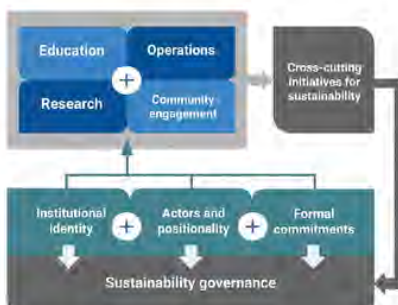 Education
Operations
+
Research
Community
engagement
Cross-cutting
initiatives for
sustainability
Institutional
identity
+
Actors and
positionality
+
Formal
commitments
Sustainability governance